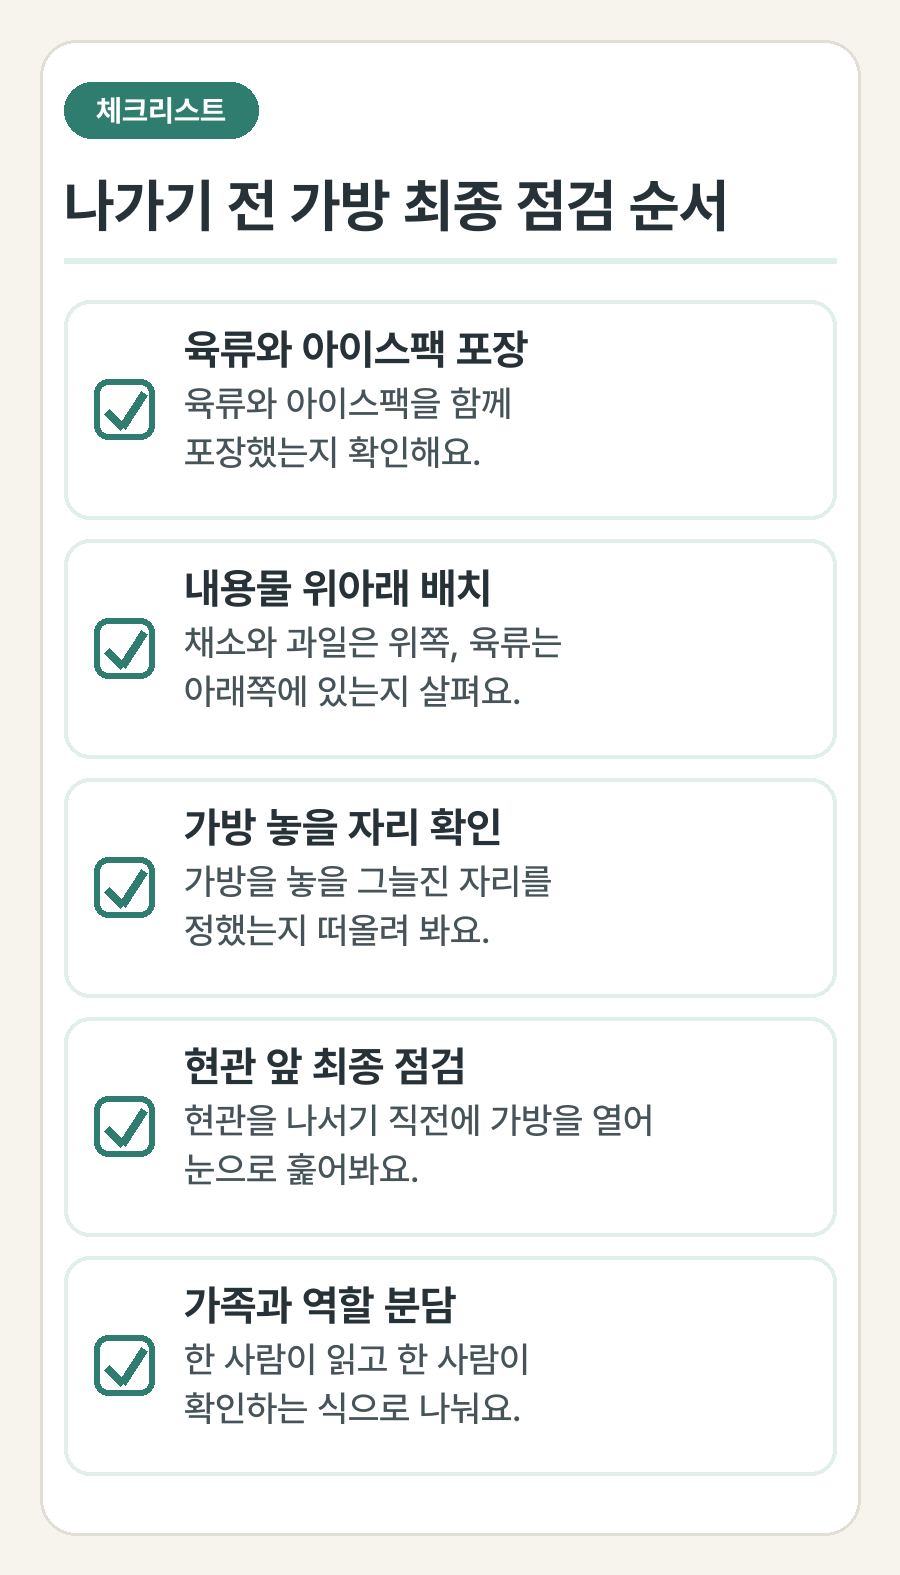 체크리스트
나가기 전 가방 최종 점검 순서
육류와 아이스팩 포장
육류와 아이스팩을 함께
포장했는지 확인해요.
내용물 위아래 배치
채소와 과일은 위쪽, 육류는
아래쪽에 있는지 살펴요.
가방 놓을 자리 확인
가방을 놓을 그늘진 자리를
정했는지 떠올려 봐요.
현관 앞 최종 점검
현관을 나서기 직전에 가방을 열어
눈으로 훑어봐요.
가족과 역할 분담
한 사람이 읽고 한 사람이
확인하는 식으로 나눠요.